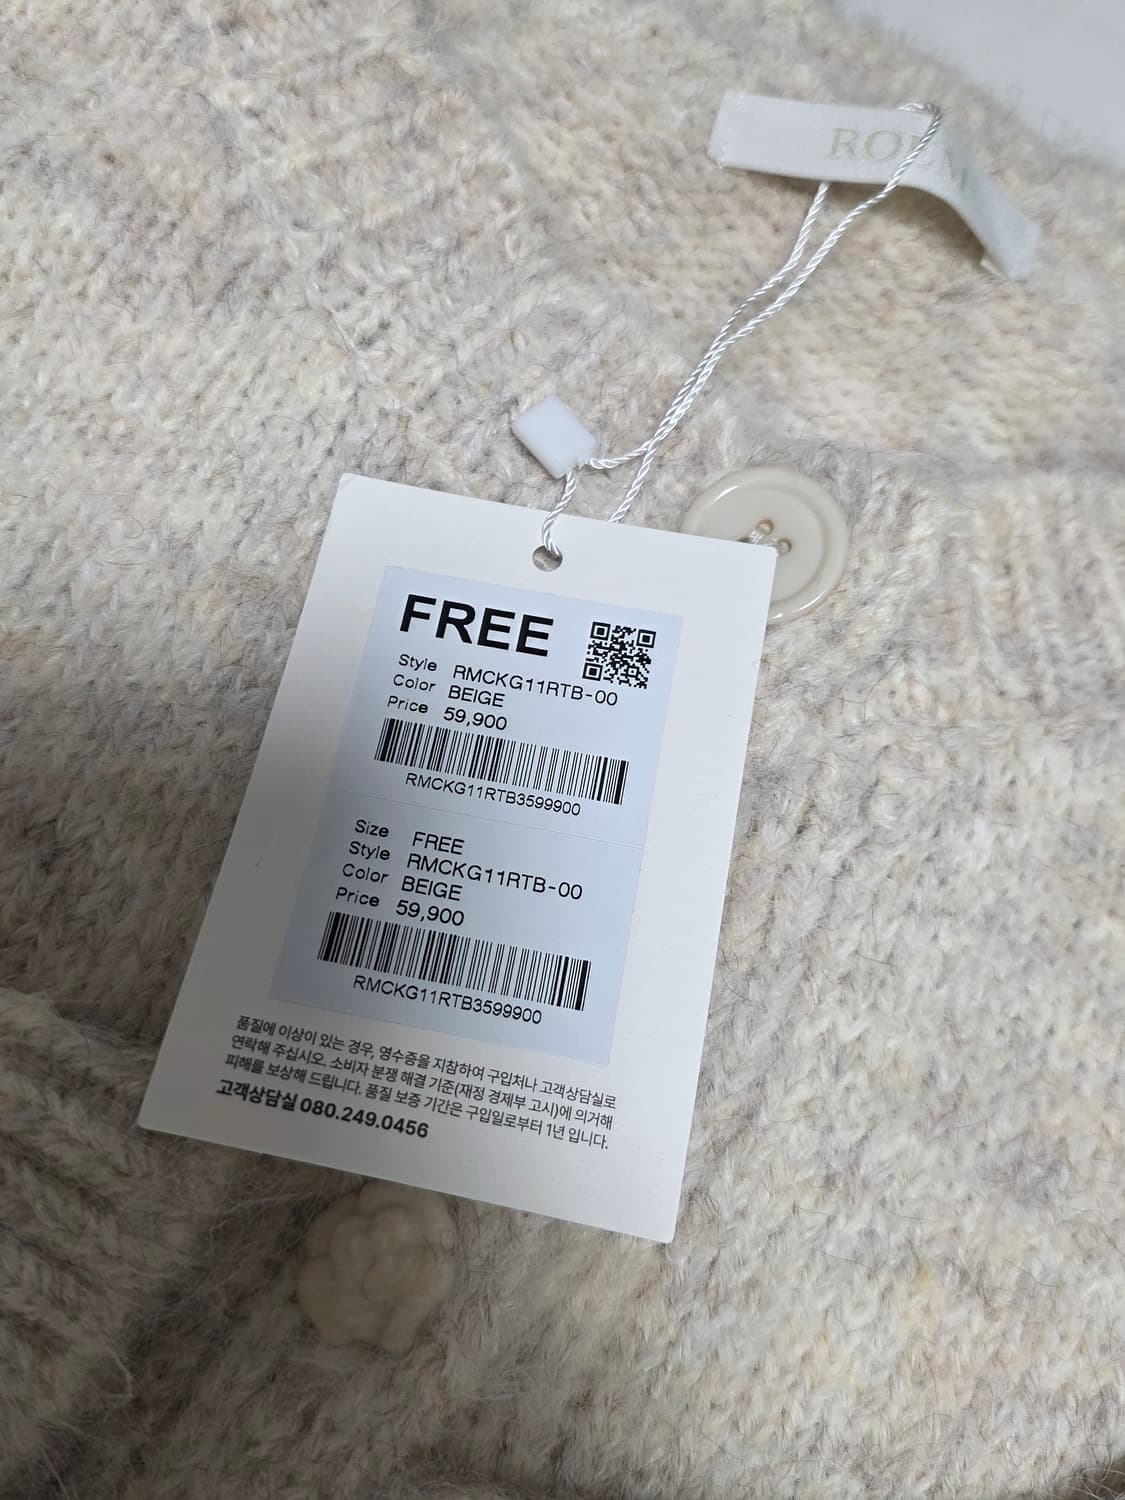 FREE
Style RMCKG11RTB-00
Color BEIGE
Price 59,900
RMCKG11RTB3599900
Size FREE
Style RMCKG11RTB-00
Color BEIGE
Price 59,900
RMCKG11RTB3599900
품질에 이상이 있는 경우, 영수증을 지참하여 구입처나 고객상담실로
연락해 주십시오. 소비자 분쟁 해결 기준(재정 경제부 고시)에 의거해
피해를 보상해 드립니다. 품질 보증 기간은 구입일로부터 1년 입니다.
고객상담실 080.249.0456